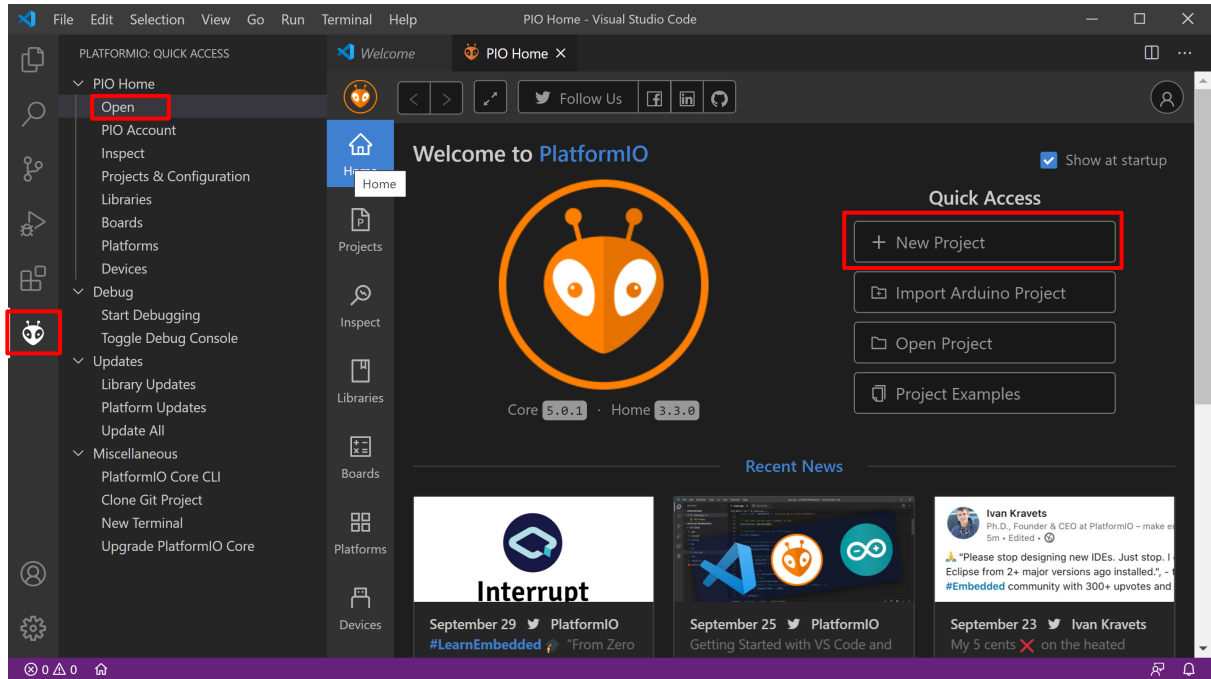 File Edit Selection View Go Run Terminal Help PIO Home - Visual Studio Code
PLATFORMIO: QUICK ACCESS
PIO Home
Open
PIO Account
Inspect
Projects & Configuration
Libraries
Boards
Platforms
Devices
Debug
Start Debugging
Toggle Debug Console
Updates
Library Updates
Platform Updates
Update All
Miscellaneous
PlatformIO Core CLI
Clone Git Project
New Terminal
Upgrade PlatformIO Core
Welcome PIO Home
Follow Us
Home
Home
Projects
Inspect
Libraries
Boards
Platforms
Devices
Welcome to PlatformIO
Show at startup
Core 5.0.1 · Home 3.3.0
Quick Access
New Project
Import Arduino Project
Open Project
Project Examples
Recent News
Interrupt
September 29 PlatformIO
#LearnEmbedded "From Zero
September 25 PlatformIO
Getting Started with VS Code and
Ivan Kravets
Ph.D., Founder & CEO at PlatformIO – make
5m • Edited •
"Please stop designing new IDEs. Just stop. I
Eclipse from 2+ major versions ago installed.", -
#Embedded community with 300+ upvotes and
September 23 Ivan Kravets
My 5 cents on the heated
0 0